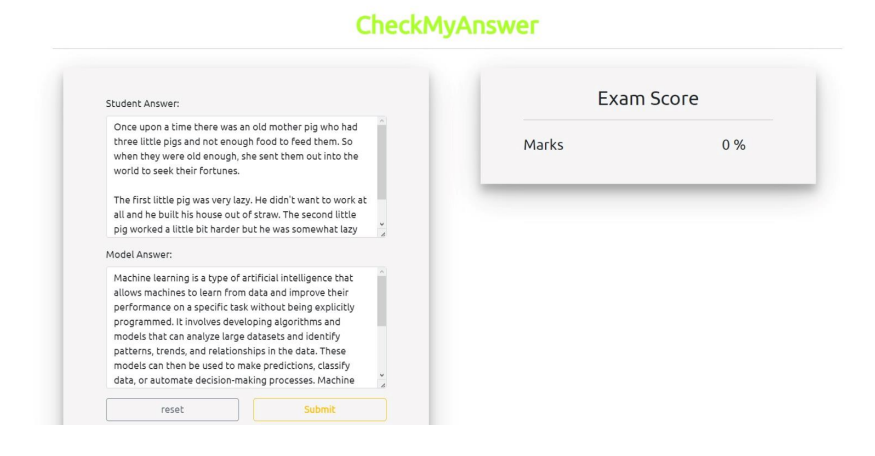 CheckMyAnswer
Student Answer:
Once upon a time there was an old mother pig who had
three little pigs and not enough food to feed them. So
when they were old enough, she sent them out into the
world to seek their fortunes.
The first little pig was very lazy. He didn't want to work at
all and he built his house out of straw. The second little
pig worked a little bit harder but he was somewhat lazy
Model Answer:
Machine learning is a type of artificial intelligence that
allows machines to learn from data and improve their
performance on a specific task without being explicitly
programmed. It involves developing algorithms and
models that can analyze large datasets and identify
patterns, trends, and relationships in the data. These
models can then be used to make predictions, classify
data, or automate decision-making processes. Machine
reset Submit
Exam Score
Marks 0 %